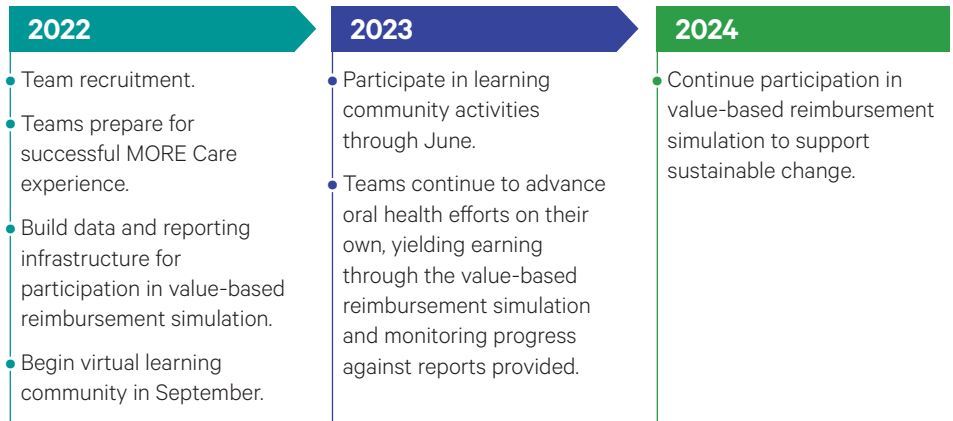 2022
Team recruitment.
Teams prepare for
successful MORE Care
experience.
Build data and reporting
infrastructure for
participation in value-based
reimbursement simulation.
Begin virtual learning
community in September.
2023
Participate in learning
community activities
through June.
Teams continue to advance
oral health efforts on their
own, yielding earning
through the value-based
reimbursement simulation
and monitoring progress
against reports provided.
2024
Continue participation in
value-based reimbursement
simulation to support
sustainable change.